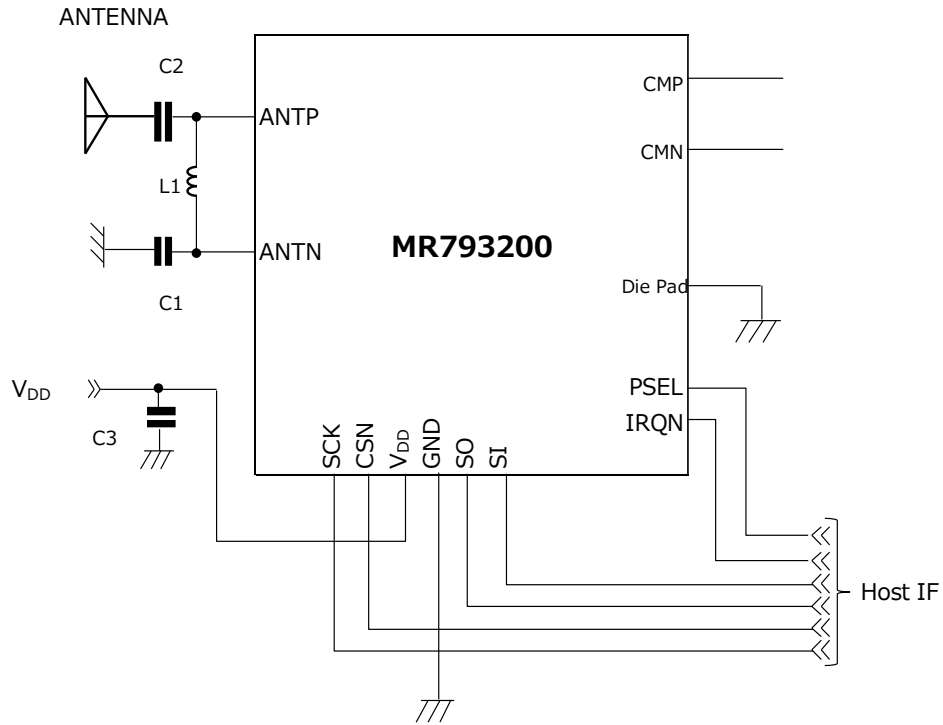 ANTENNA
C2
ANTP
CMP
CMN
L1
ANTN
MR793200
C1
Die Pad
VDD
C3
PSEL
IRQN
SCK
CSN
VDD
GND
SO
SI
Host IF